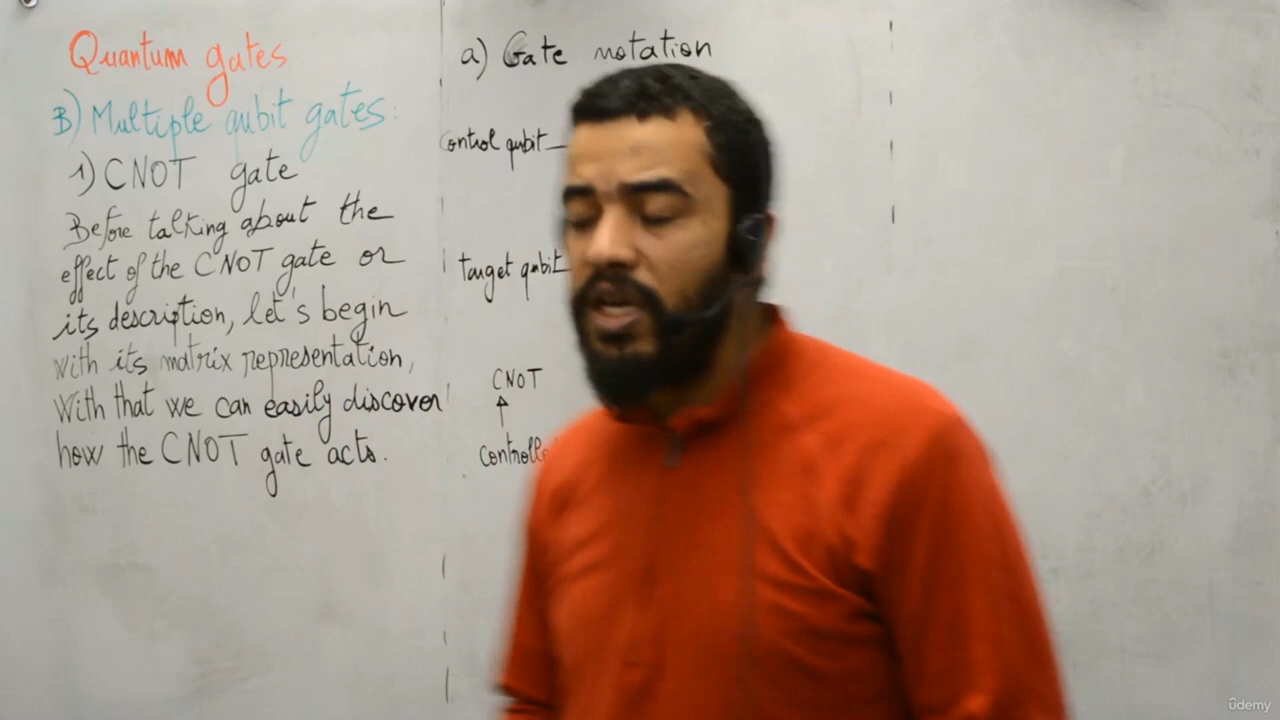 Quantum gates
B) Multiple qubit gates:
1) CNOT gate
Before talking about the
effect of the CNOT gate or
its description, let's begin
with its matrix representation,
With that we can easily discover
how the CNOT gate acts.
a) Gate notation
control qubit
target qubit
CNOT
controlle
ûdemy